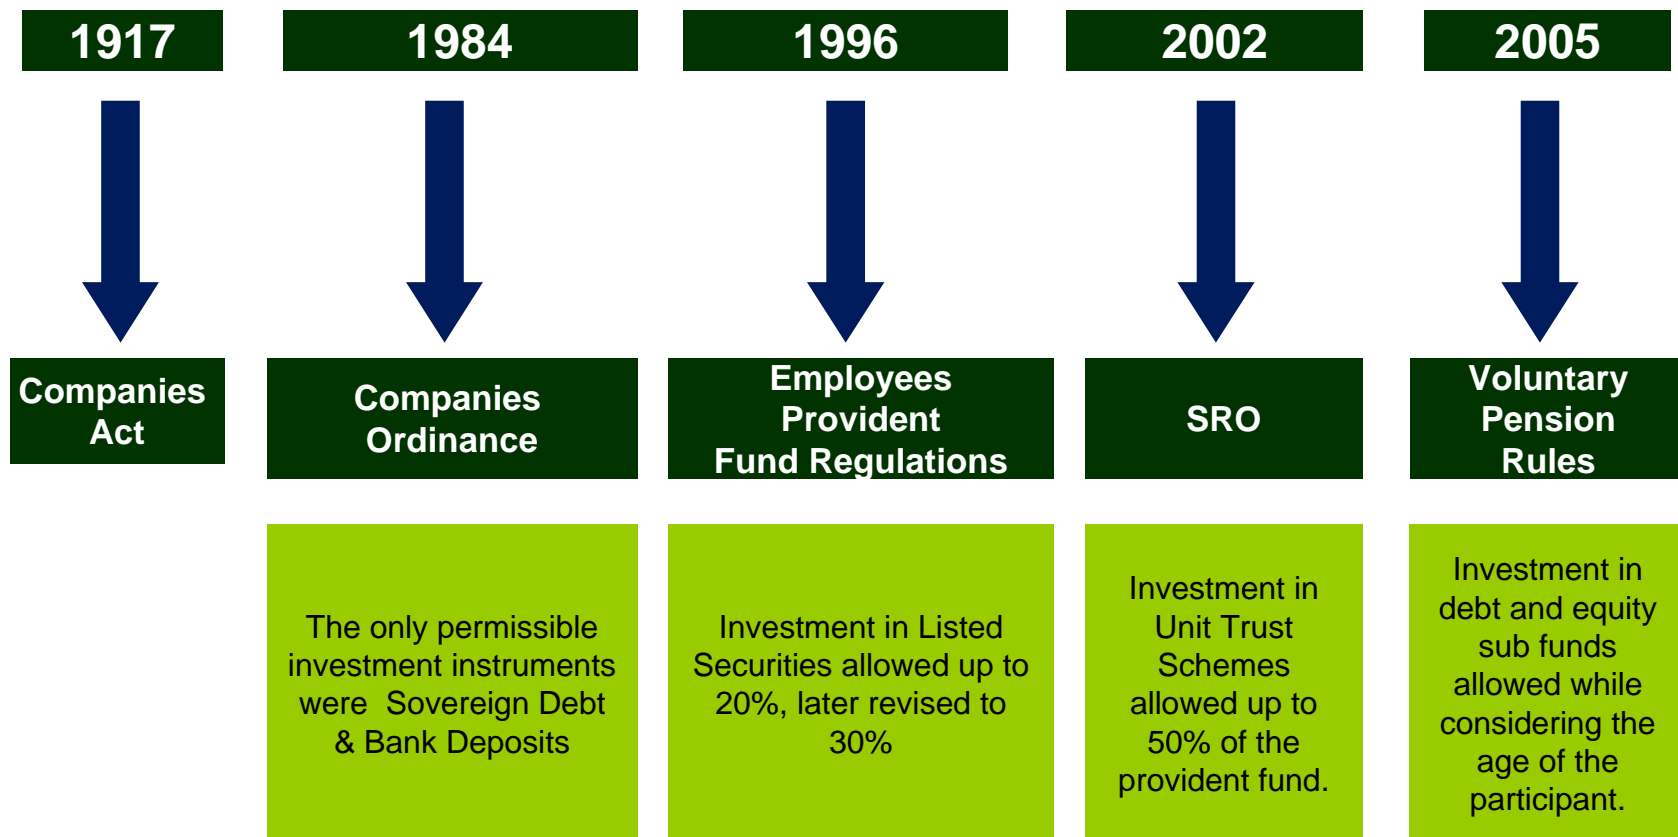 1917
1984
1996
2002
2005
Companies
Act
Companies
Ordinance
Employees
Provident
Fund Regulations
SRO
Voluntary
Pension
Rules
The only permissible
investment instruments
were Sovereign Debt
& Bank Deposits
Investment in Listed
Securities allowed up to
20%, later revised to
30%
Investment in
Unit Trust
Schemes
allowed up to
50% of the
provident fund.
Investment in
debt and equity
sub funds
allowed while
considering the
age of the
participant.